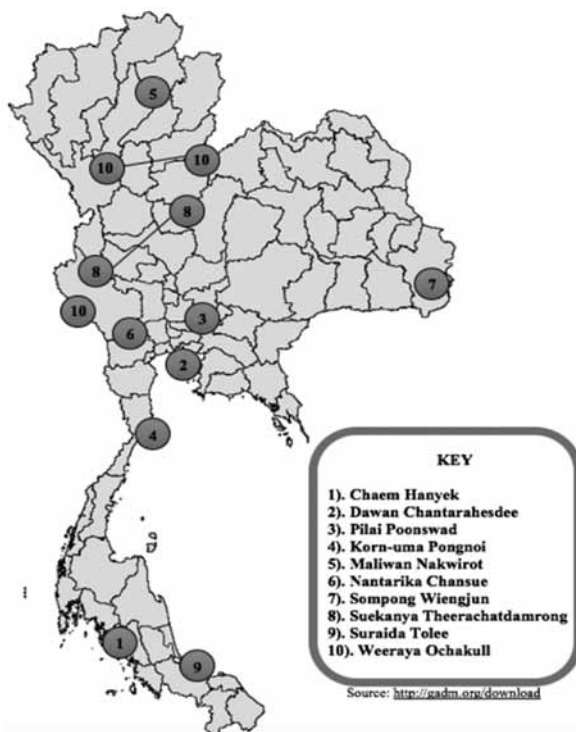 5
10
10
8
8
7
10
3
6
2
4
1
9
KEY
1). Chaem Hanyek
2). Dawan Chantarahesdee
3). Pilai Poonswad
4). Korn-uma Pongnoi
5). Maliwan Nakwirot
6). Nantarika Chansue
7). Sompong Wiengjun
8). Suekanya Theerachatdamrong
9). Suraida Tolee
10). Weeraya Ochakull
Source: http://gadm.org/download